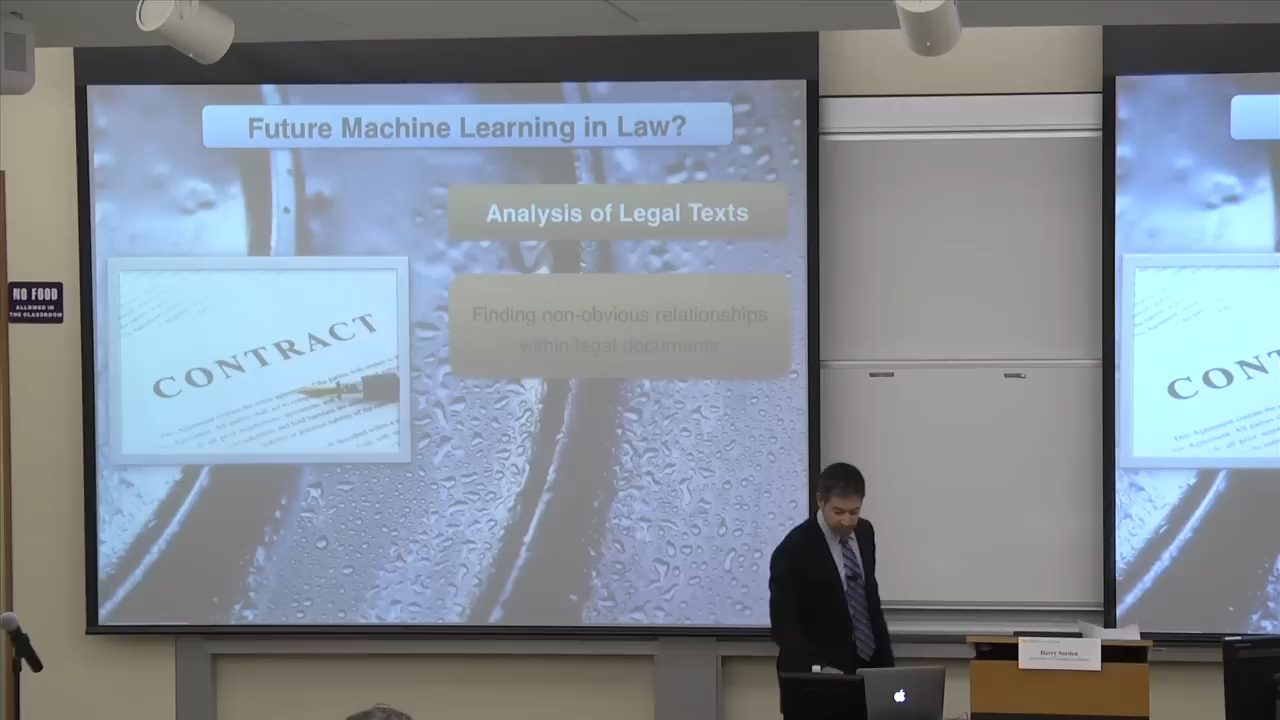 Future Machine Learning in Law?
Analysis of Legal Texts
Finding non-obvious relationships
within legal documents
CONTRACT
NO FOOD
ALLOWED IN
THE CLASSROOM
Harry Surden
CONT